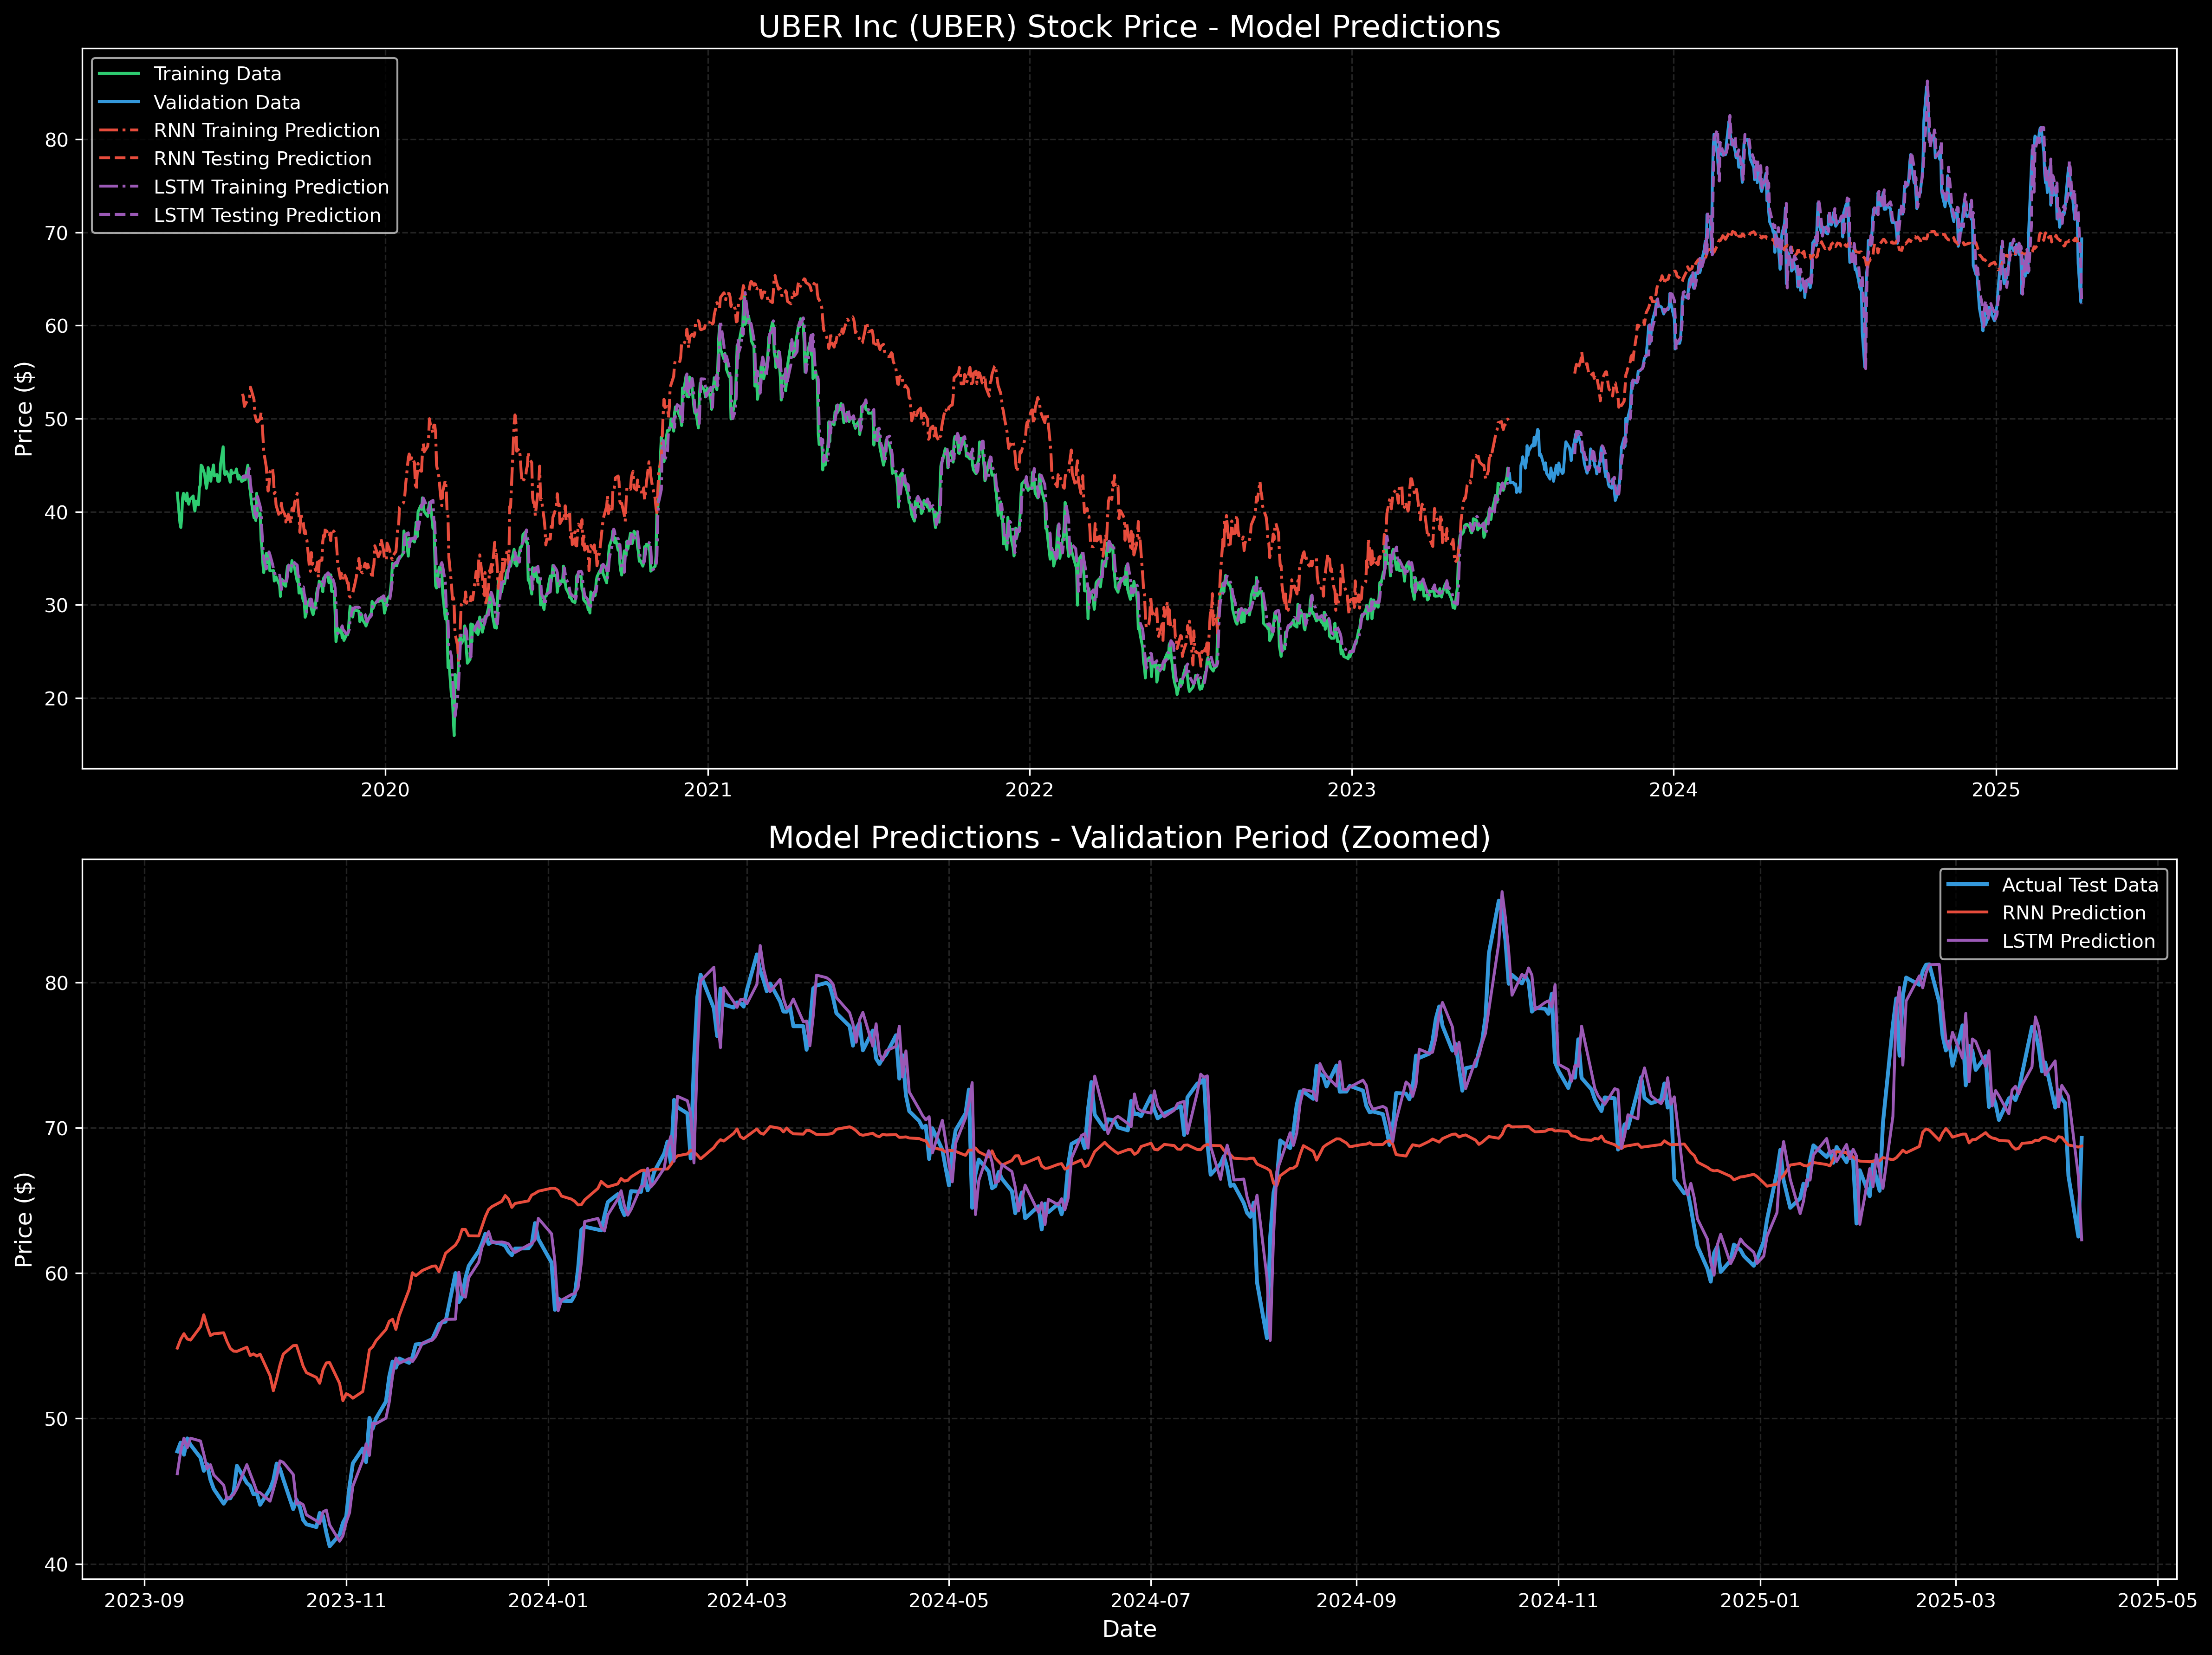 UBER Inc (UBER) Stock Price - Model Predictions
Training Data
Validation Data
RNN Training Prediction
RNN Testing Prediction
LSTM Training Prediction
LSTM Testing Prediction
Price ($)
80
70
60
50
40
30
20
2020 2021 2022 2023 2024 2025
Model Predictions - Validation Period (Zoomed)
Actual Test Data
RNN Prediction
LSTM Prediction
Price ($)
80
70
60
50
40
2023-09 2023-11 2024-01 2024-03 2024-05 2024-07 2024-09 2024-11 2025-01 2025-03 2025-05
Date